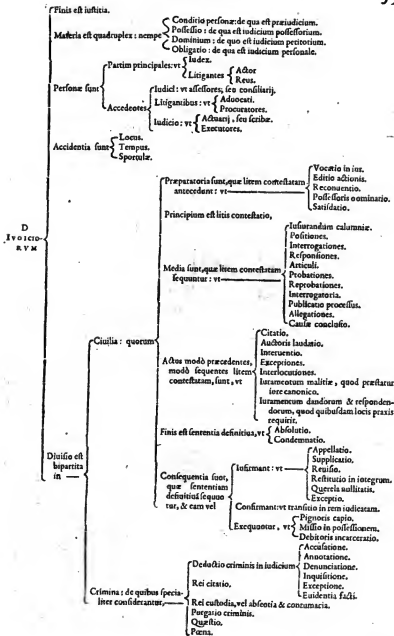 Finis est iustitia.
Materia est quadruplex: nempe
Conditio personæ: de qua est præiudicium.
Possessio: de qua est iudicium possessorium.
Dominium: de quo est iudicium petitorium.
Obligatio: de qua est iudicium personale.
Personæ sunt
Partim principales: vt
Iudex.
Litigantes
Actor
Reus.
Accedentes
Iudici: vt assessores, seu consiliarij.
Litigantibus: vt
Aduocati.
Procuratores.
Iudicio: vt
Actuarij, seu scribæ.
Executores.
Accidentia sunt
Locus.
Tempus.
Sportulæ.
D
IVDICIO-
RVM
Diuisio est
bipartita
in
Ciuilia: quorum
Præparatoria sunt, quæ litem contestatam
antecedunt: vt
Vocatio in ius.
Editio actionis.
Reconuentio.
Possessoris nominatio.
Satisdatio.
Principium est litis contestatio,
Media sunt, quæ litem contestatam
sequuntur: vt
Iusiurandum calumniæ.
Positiones.
Interrogationes.
Responsiones.
Articuli.
Probationes.
Reprobationes.
Interrogatoria.
Publicatio processus.
Allegationes.
Causæ conclusio.
Actus modò præcedentes,
modò sequentes litem
contestatam, sunt, vt
Citatio.
Auctoris laudatio.
Interuentio.
Exceptiones.
Interlocutiones.
Iuramentum malitiæ, quod præstatur
iure canonico.
Iuramentum dandorum & responden-
dorum, quod quibusdam locis praxis
requirit.
Finis est sententia definitiua, vt
Absolutio.
Condemnatio.
Consequentia sunt,
quæ sententiam
definitiuā sequuo
tur, & eam vel
Infirmant: vt
Appellatio.
Supplicatio.
Reuisio.
Restitutio in integrum.
Querela nullitatis.
Exceptio.
Confirmant: vt transitio in rem iudicatam.
Exequuntur, vt
Pignoris capio.
Missio in possessionem.
Debitoris incarceratio.
Crimina: de quibus specia-
liter considerantur,
Deductio criminis in iudicium
Accusatione.
Annotatione.
Denunciatione.
Inquisitione.
Exceptione.
Euidentia facti.
Rei citatio,
Rei custodia, vel absentia & contumacia.
Purgatio criminis.
Quæstio.
Pœna.